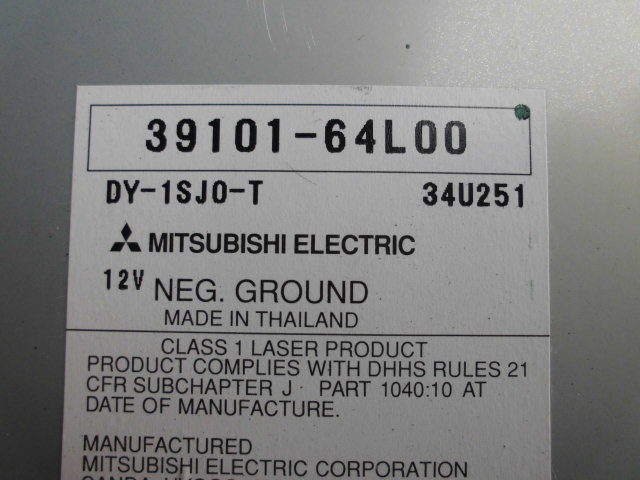 39101-64L00
DY-1SJ0-T 34U251
MITSUBISHI ELECTRIC
12V NEG. GROUND
MADE IN THAILAND
CLASS 1 LASER PRODUCT
PRODUCT COMPLIES WITH DHHS RULES 21
CFR SUBCHAPTER J PART 1040:10 AT
DATE OF MANUFACTURE.
MANUFACTURED
MITSUBISHI ELECTRIC CORPORATION